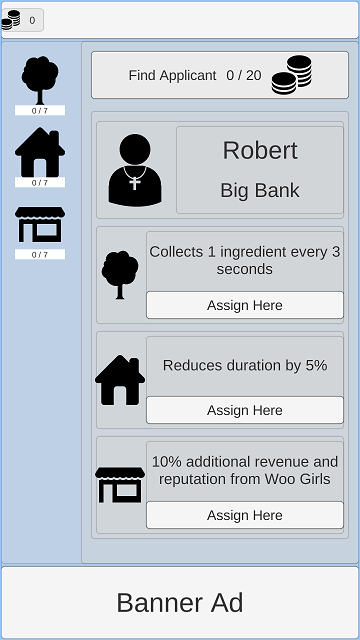 0
Find Applicant 0 / 20
0 / 7
0 / 7
0 / 7
Robert
Big Bank
Collects 1 ingredient every 3
seconds
Assign Here
Reduces duration by 5%
Assign Here
10% additional revenue and
reputation from Woo Girls
Assign Here
Banner Ad